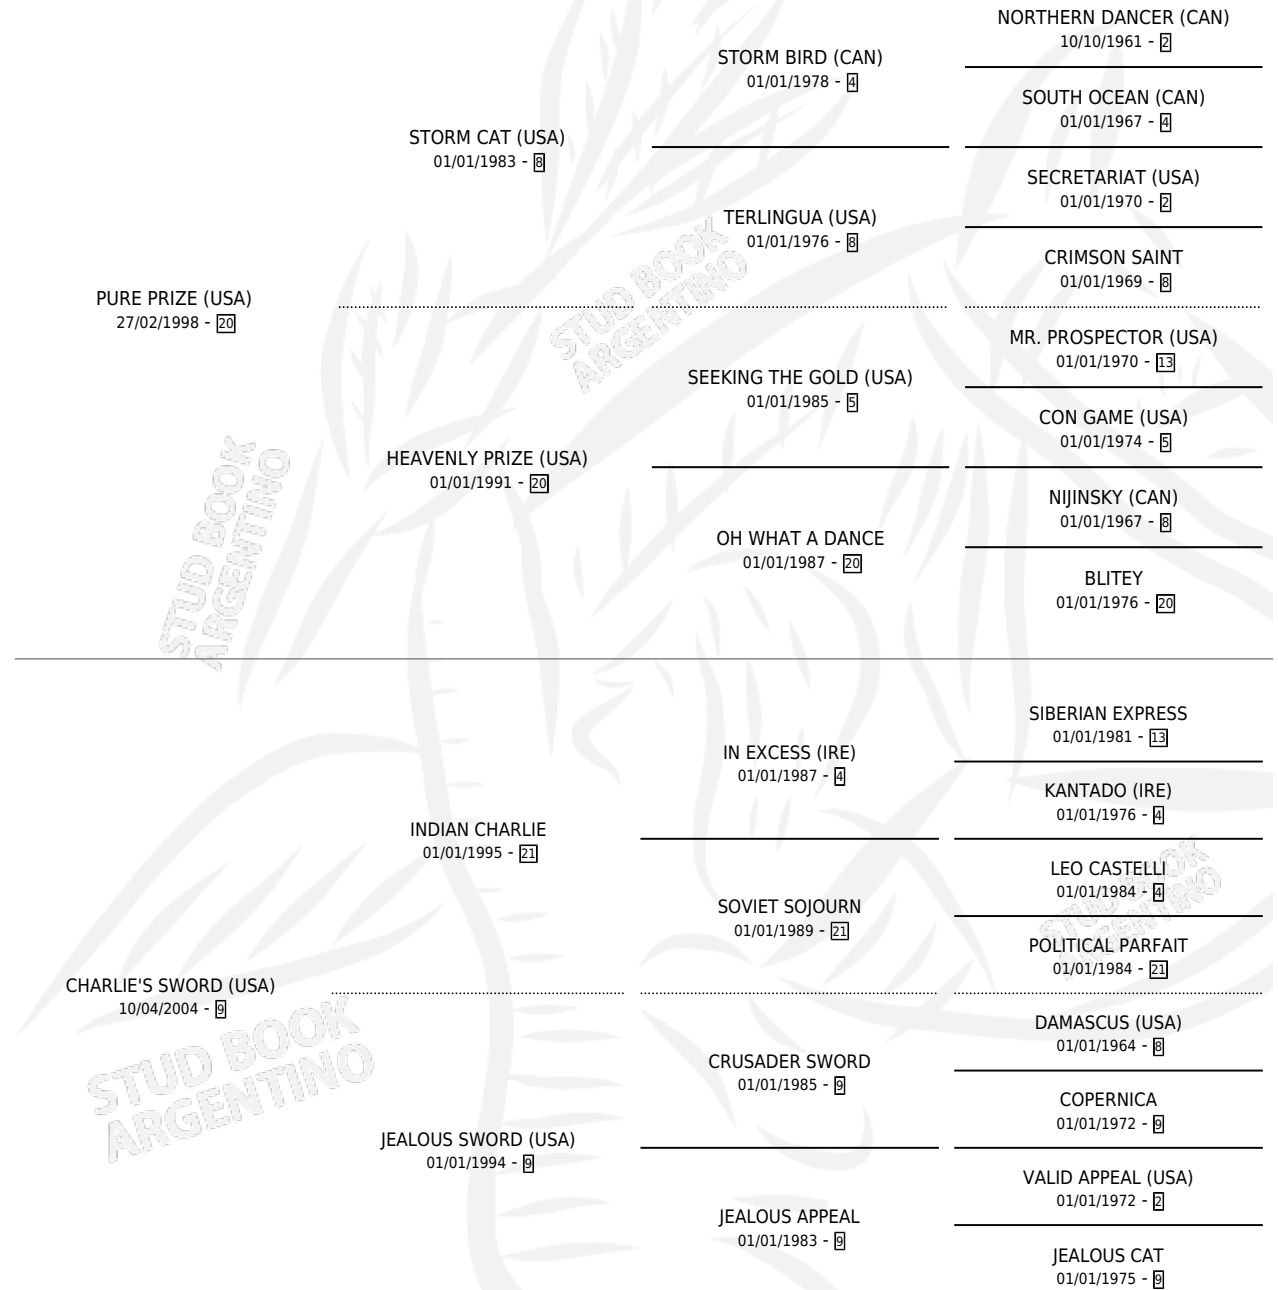 NORTHERN DANCER (CAN)
10/10/1961 - 2
STORM BIRD (CAN)
01/01/1978 - 4
SOUTH OCEAN (CAN)
01/01/1967 - 4
STORM CAT (USA)
01/01/1983 - 8
SECRETARIAT (USA)
01/01/1970 - 2
TERLINGUA (USA)
01/01/1976 - 8
CRIMSON SAINT
01/01/1969 - 8
PURE PRIZE (USA)
27/02/1998 - 20
MR. PROSPECTOR (USA)
01/01/1970 - 13
SEEKING THE GOLD (USA)
01/01/1985 - 5
CON GAME (USA)
01/01/1974 - 5
HEAVENLY PRIZE (USA)
01/01/1991 - 20
NIJINSKY (CAN)
01/01/1967 - 8
OH WHAT A DANCE
01/01/1987 - 20
BLITEY
01/01/1976 - 20
SIBERIAN EXPRESS
01/01/1981 - 13
IN EXCESS (IRE)
01/01/1987 - 4
KANTADO (IRE)
01/01/1976 - 4
INDIAN CHARLIE
01/01/1995 - 21
LEO CASTELLI
01/01/1984 - 4
SOVIET SOJOURN
01/01/1989 - 21
POLITICAL PARFAIT
01/01/1984 - 21
CHARLIE'S SWORD (USA)
10/04/2004 - 9
DAMASCUS (USA)
01/01/1964 - 8
CRUSADER SWORD
01/01/1985 - 9
COPERNICA
01/01/1972 - 9
JEALOUS SWORD (USA)
01/01/1994 - 9
VALID APPEAL (USA)
01/01/1972 - 2
JEALOUS APPEAL
01/01/1983 - 9
JEALOUS CAT
01/01/1975 - 9
STUD BOOK
ARGENTINO
STUD BOOK
ARGENTINO
STUD BOOK
ARGENTINO
STUD BOOK
ARGENTINO